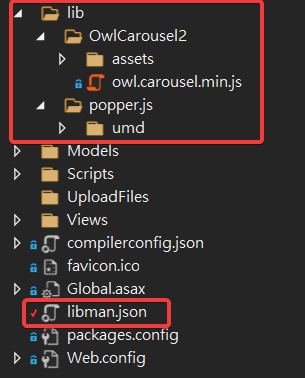 lib
OwlCarousel2
assets
owl.carousel.min.js
popper.js
umd
Models
Scripts
UploadFiles
Views
compilerconfig.json
favicon.ico
Global.asax
libman.json
packages.config
Web.config